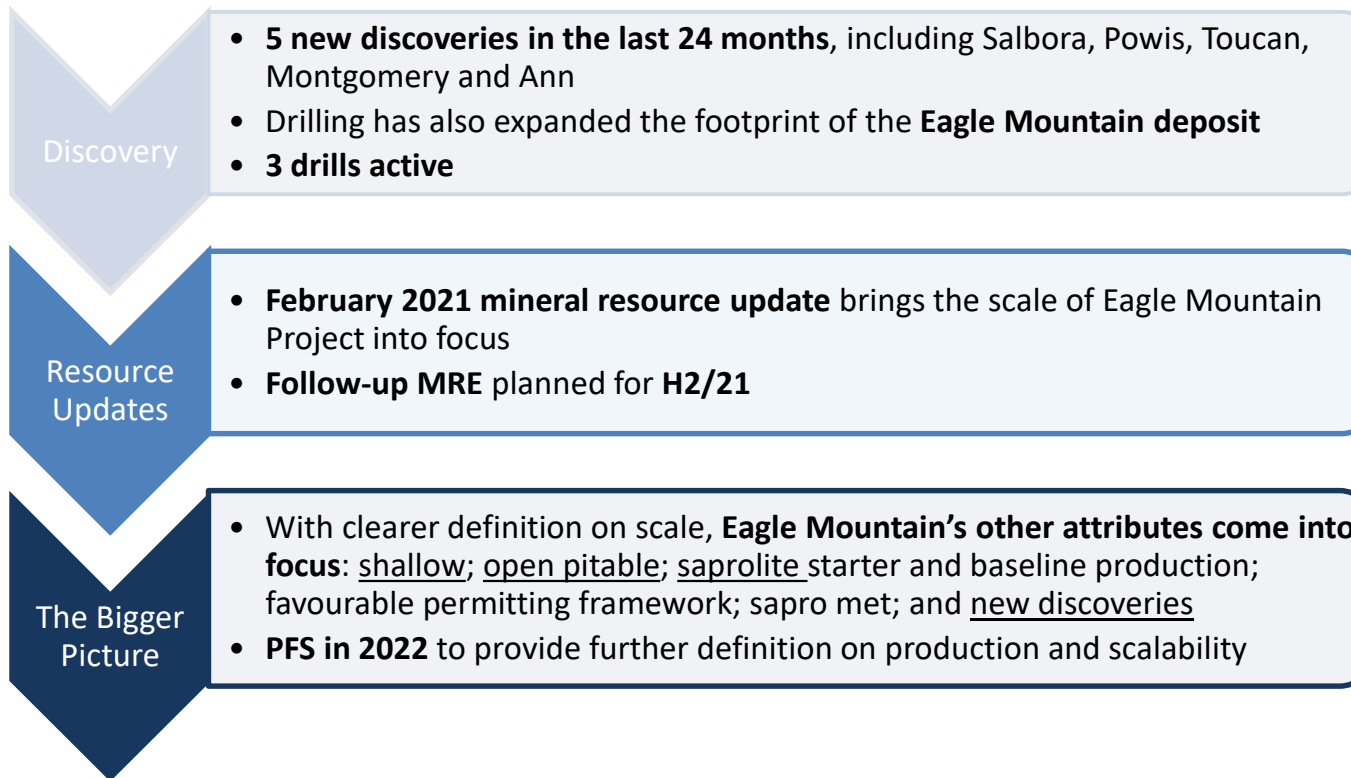 Discovery
• 5 new discoveries in the last 24 months, including Salbora, Powis, Toucan,
Montgomery and Ann
• Drilling has also expanded the footprint of the Eagle Mountain deposit
• 3 drills active
Resource
Updates
• February 2021 mineral resource update brings the scale of Eagle Mountain
Project into focus
• Follow-up MRE planned for H2/21
The Bigger
Picture
• With clearer definition on scale, Eagle Mountain’s other attributes come into
focus: shallow; open pitable; saprolite starter and baseline production;
favourable permitting framework; sapro met; and new discoveries
• PFS in 2022 to provide further definition on production and scalability